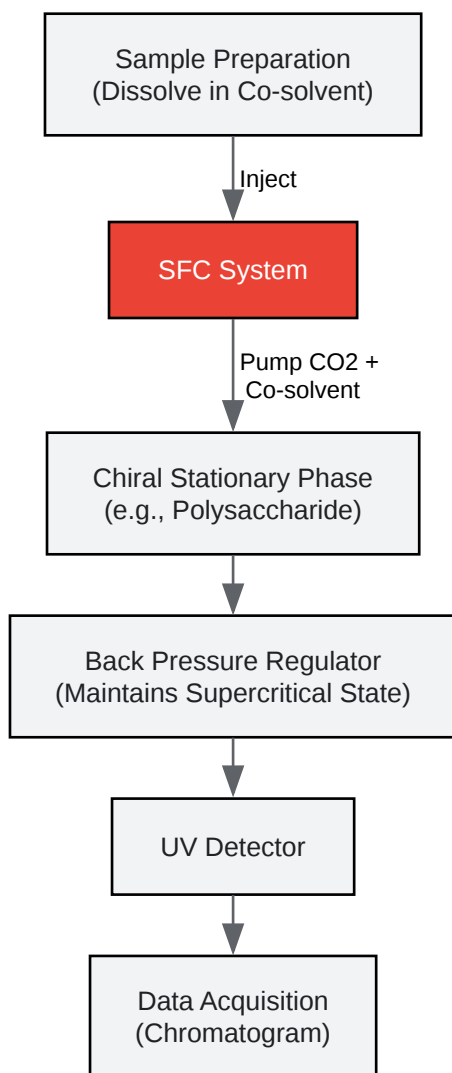 Sample Preparation
(Dissolve in Co-solvent)
Inject
SFC System
Pump CO2 +
Co-solvent
Chiral Stationary Phase
(e.g., Polysaccharide)
Back Pressure Regulator
(Maintains Supercritical State)
UV Detector
Data Acquisition
(Chromatogram)